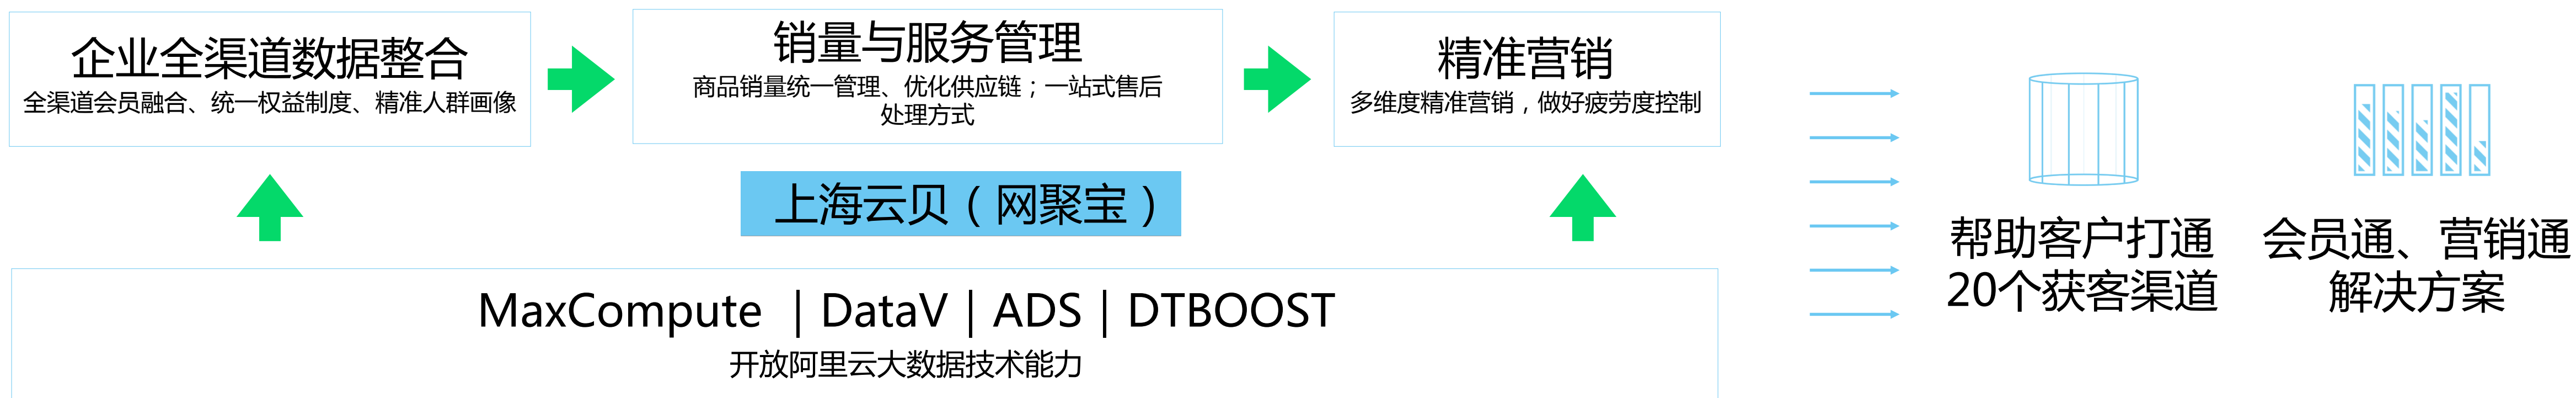 企业全渠道数据整合
全渠道会员融合、统一权益制度、精准人群画像
销量与服务管理
商品销量统一管理、优化供应链；一站式售后
处理方式
精准营销
多维度精准营销，做好疲劳度控制
上海云贝（网聚宝）
MaxCompute ｜DataV｜ADS｜DTBOOST
开放阿里云大数据技术能力
帮助客户打通
20个获客渠道
会员通、营销通
解决方案